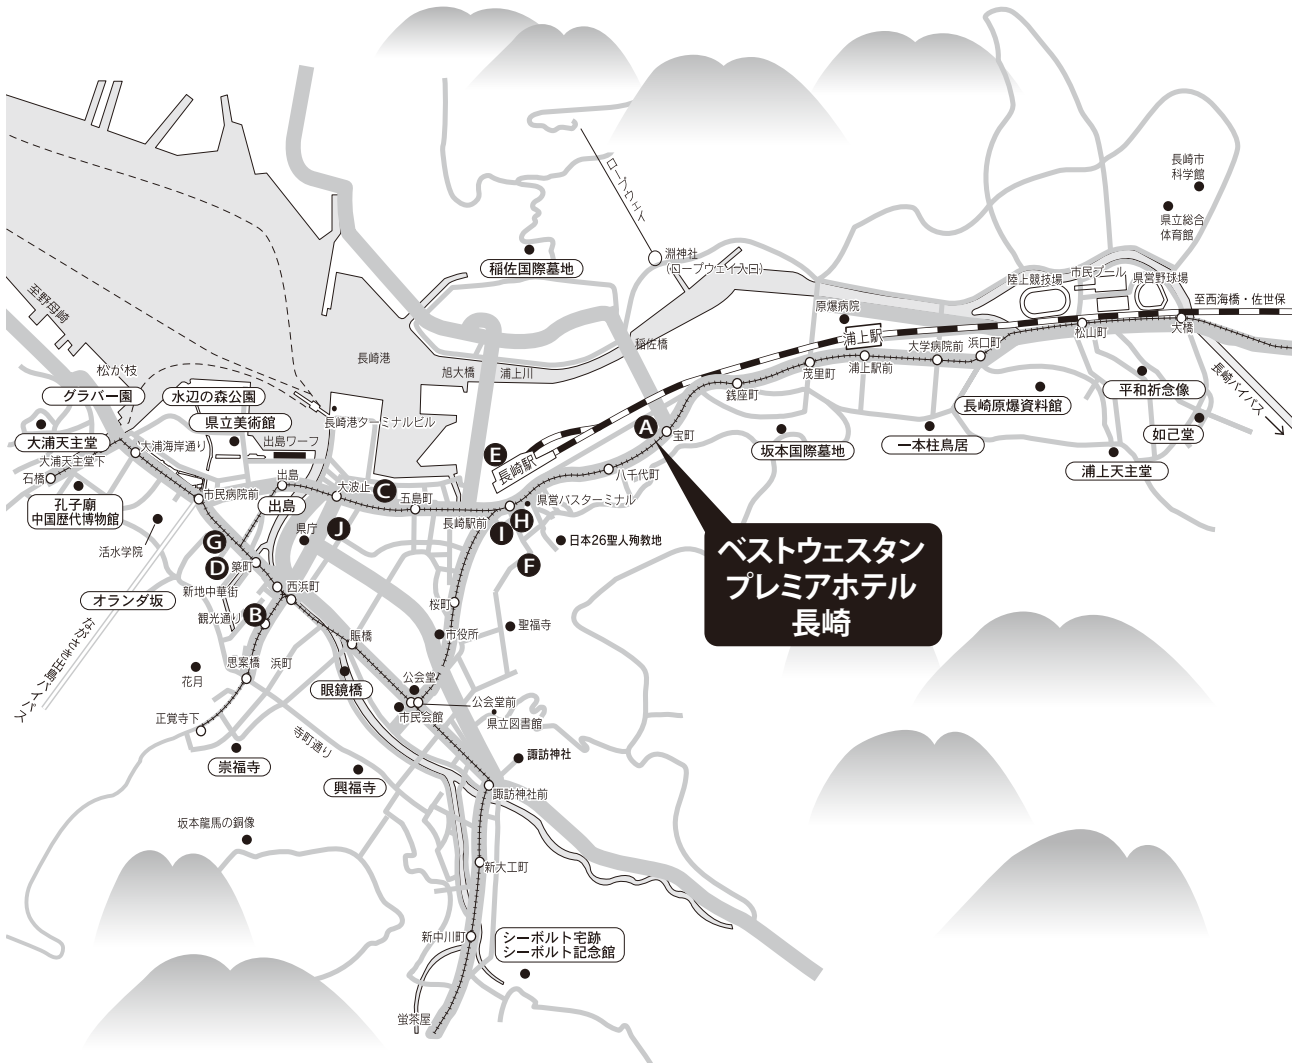 長崎市
科学館
県立総合
体育館
ロープウェイ
淵神社
(ロープウェイ入口)
稲佐国際墓地
陸上競技場
市民プール
県営野球場
至西海橋・佐世保
至野母崎
原爆病院
浦上駅
大学病院前
浜口町
松山町
大橋
長崎港
旭大橋
浦上川
稲佐橋
茂里町
浦上駅前
銭座町
長崎バイパス
平和祈念像
長崎原爆資料館
如己堂
一本柱鳥居
坂本国際墓地
浦上天主堂
松が枝
グラバー園
水辺の森公園
県立美術館
長崎港ターミナルビル
大浦天主堂
大浦天主堂下
大浦海岸通り
出島ワーフ
石橋
孔子廟
中国歴代博物館
市民病院前
出島
大波止
C
五島町
E
長崎駅
A
宝町
八千代町
県営バスターミナル
長崎駅前
H
I
F
日本26聖人殉教地
出島
県庁
J
活水学院
G
D
築町
新地中華街
西浜町
オランダ坂
観光通り
B
ながさき出島バイパス
ベストウェスタン
プレミアホテル
長崎
桜町
市役所
聖福寺
賑橋
思案橋
浜町
花月
眼鏡橋
公会堂
公会堂前
市民会館
県立図書館
正覚寺下
寺町通り
崇福寺
興福寺
諏訪神社
諏訪神社前
坂本龍馬の銅像
新大工町
新中川町
シーボルト宅跡
シーボルト記念館
蛍茶屋